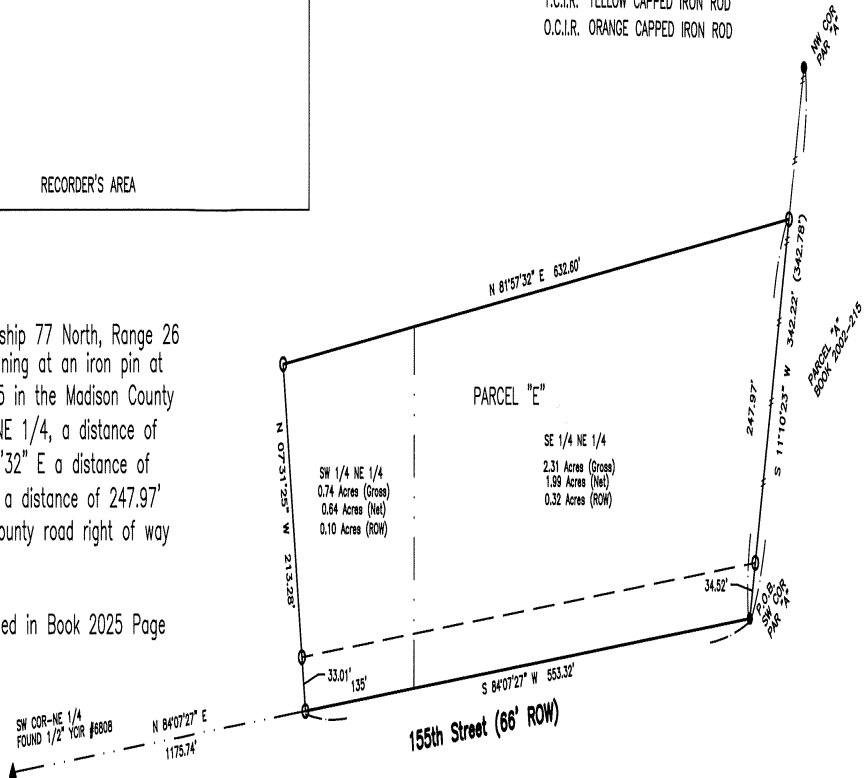 Y.C.I.R. YELLOW CAPPED IRON ROD
O.C.I.R. ORANGE CAPPED IRON ROD
NW COR
PAR "A"
RECORDER'S AREA
N 81°57'32" E 632.60'
S 11°10'23" W 342.22' (342.78')
247.97'
PARCEL "A"
BOOK 2002-215
ship 77 North, Range 26
ning at an iron pin at
5 in the Madison County
NE 1/4, a distance of
'32" E a distance of
a distance of 247.97'
ounty road right of way
ed in Book 2025 Page
PARCEL "E"
SE 1/4 NE 1/4
2.31 Acres (Gross)
1.99 Acres (Net)
0.32 Acres (ROW)
SW 1/4 NE 1/4
0.74 Acres (Gross)
0.64 Acres (Net)
0.10 Acres (ROW)
N 07°31'25" W 213.28'
34.52'
P.O.B.
SW COR
PAR "A"
33.01'
135'
S 84°07'27" W 553.32'
155th Street (66' ROW)
SW COR-NE 1/4
FOUND 1/2" YCIR #6808
N 84°07'27" E
1175.74'